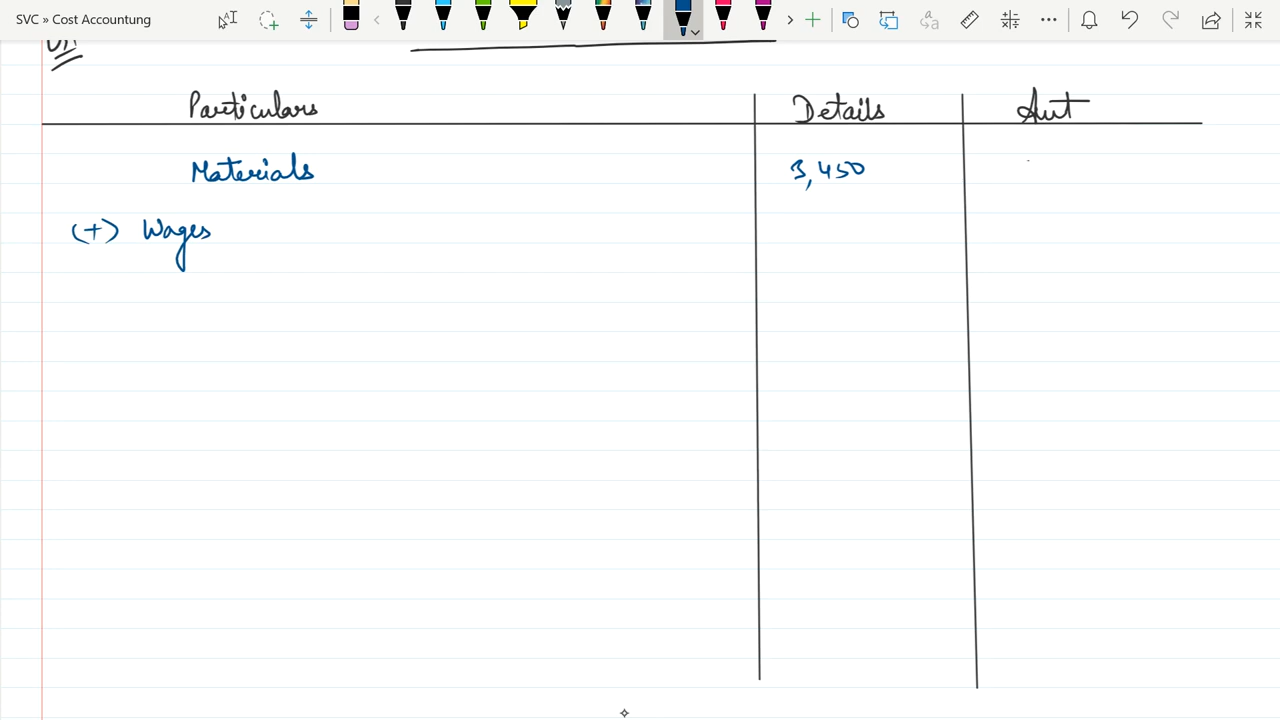 SVC » Cost Accountung
Particulars Details Amt
Materials 3,450
(+) Wages